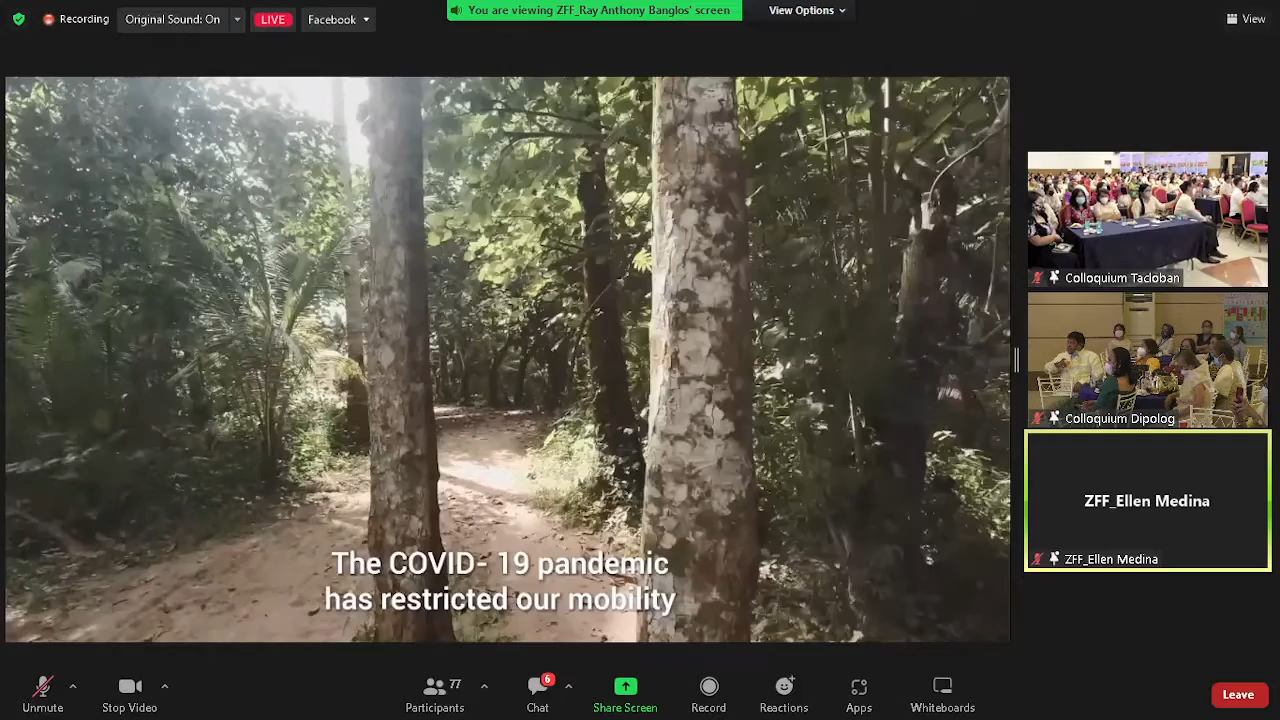 Recording
Original Sound: On
LIVE
Facebook
You are viewing ZFF_Ray Anthony Banglos' screen
View Options
View
The COVID- 19 pandemic
has restricted our mobility
Colloquium Tacloban
Colloquium Dipolog
ZFF_Ellen Medina
ZFF_Ellen Medina
Unmute
Stop Video
77
Participants
6
Chat
Share Screen
Record
Reactions
Apps
Whiteboards
Leave